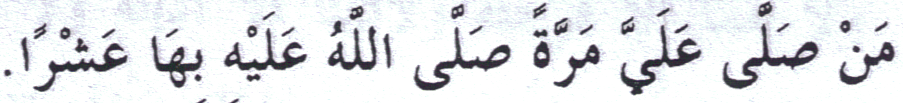 مَنْ صَلَّى عَلَيَّ مَرَّةً صَلَّى اللَّهُ عَلَيْهِ بِهَا عَشْرًا.